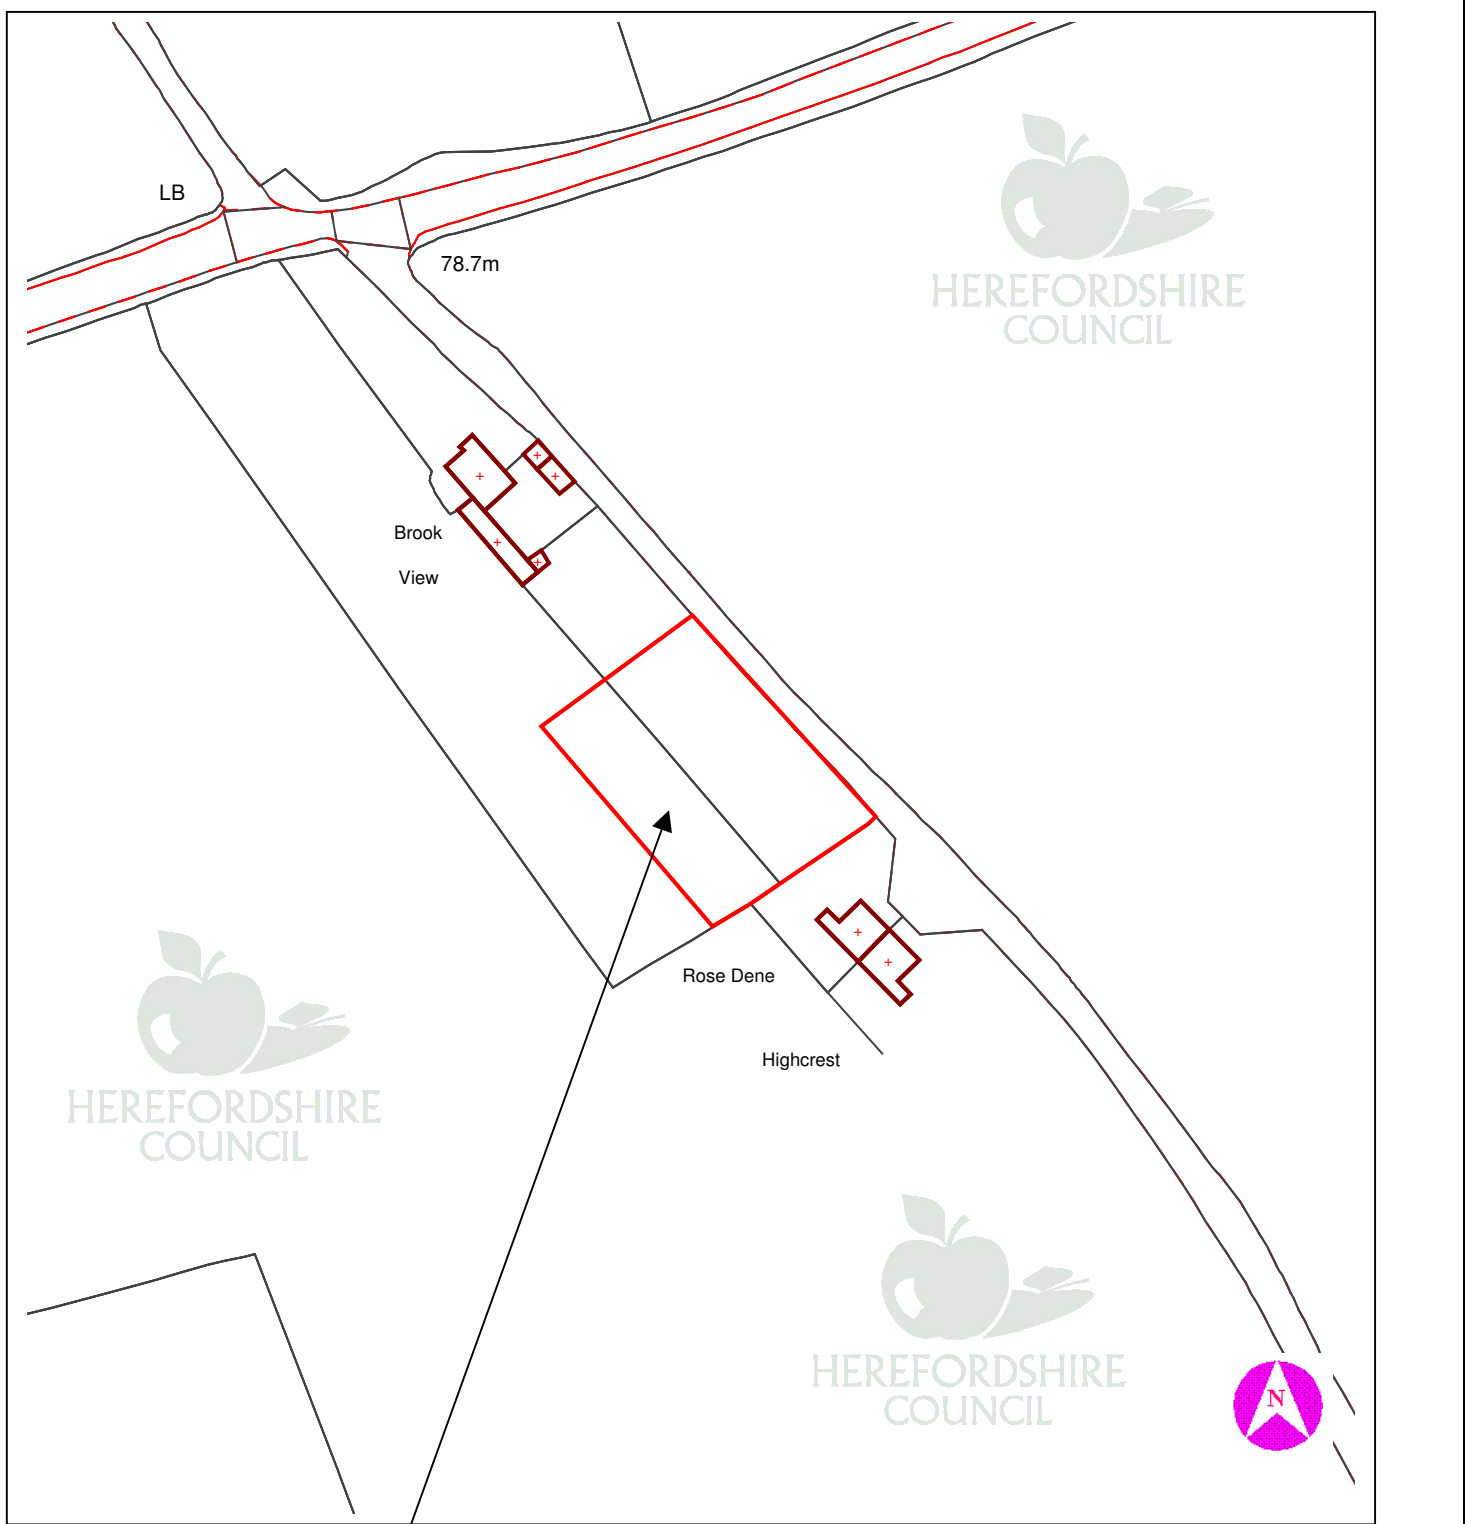 LB
78.7m
HEREFORDSHIRE
COUNCIL
Brook
View
Rose Dene
Highcrest
HEREFORDSHIRE
COUNCIL
HEREFORDSHIRE
COUNCIL
N